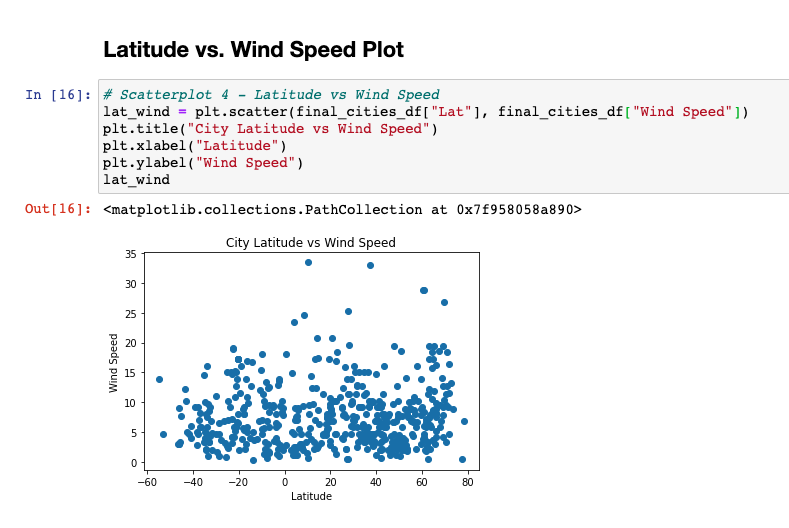 Latitude vs. Wind Speed Plot
In [16]:
# Scatterplot 4 - Latitude vs Wind Speed
lat_wind = plt.scatter(final_cities_df["Lat"], final_cities_df["Wind Speed"])
plt.title("City Latitude vs Wind Speed")
plt.xlabel("Latitude")
plt.ylabel("Wind Speed")
lat_wind
Out[16]: <matplotlib.collections.PathCollection at 0x7f958058a890>
City Latitude vs Wind Speed
35
30
25
20
15
10
5
0
Wind Speed
−60 −40 −20 0 20 40 60 80
Latitude